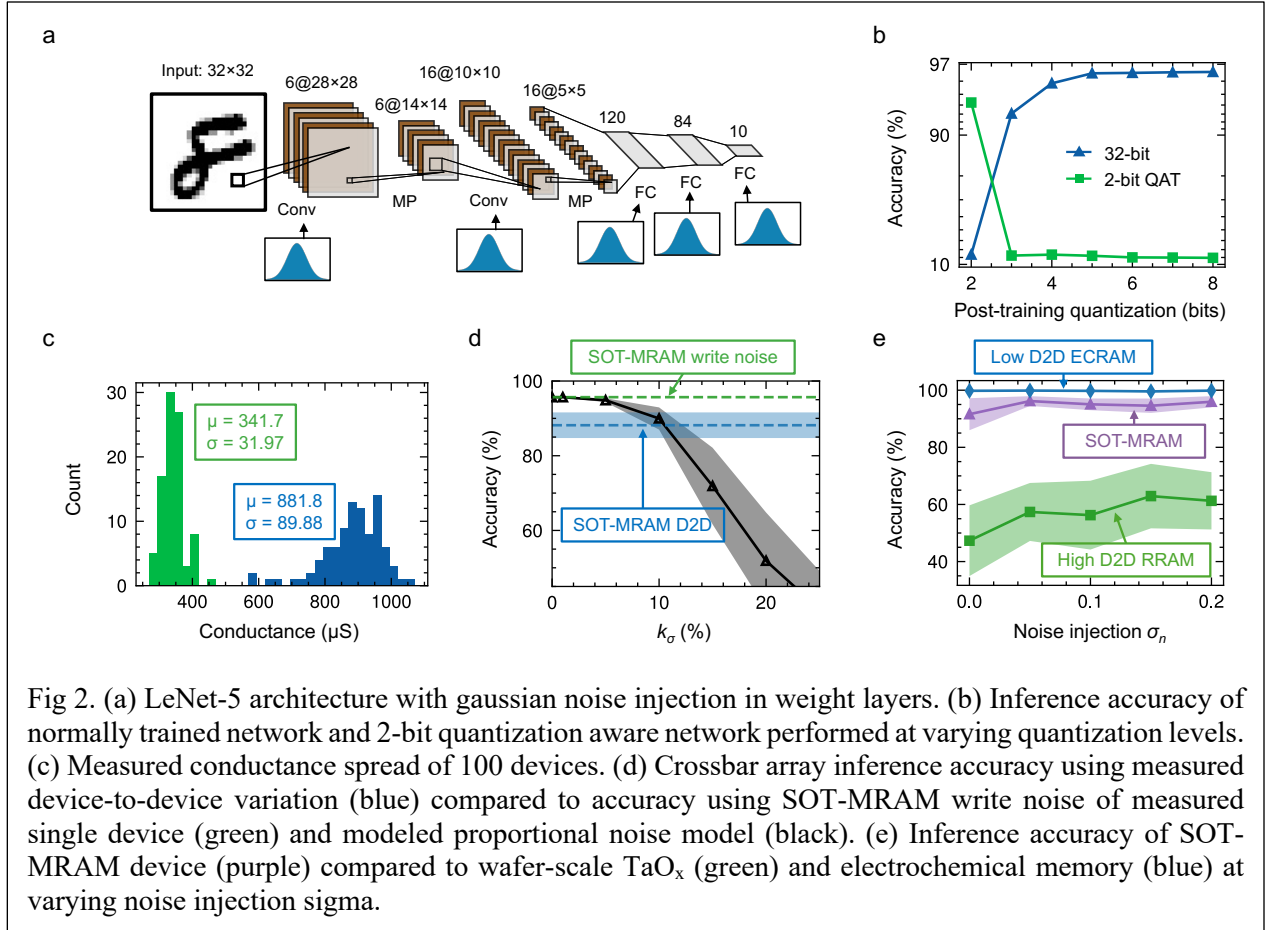 a
Input: 32×32
6@28×28
6@14×14
16@10×10
16@5×5
120
84
10
Conv
MP
Conv
MP
FC
FC
FC
b
97
90
10
Accuracy (%)
32-bit
2-bit QAT
2 4 6 8
Post-training quantization (bits)
c
30
20
10
0
Count
μ = 341.7
σ = 31.97
μ = 881.8
σ = 89.88
400 600 800 1000
Conductance (μS)
d
SOT-MRAM write noise
100
80
60
Accuracy (%)
SOT-MRAM D2D
0 10 20
kσ (%)
e
Low D2D ECRAM
100
80
60
40
Accuracy (%)
SOT-MRAM
High D2D RRAM
0.0 0.1 0.2
Noise injection σn
Fig 2. (a) LeNet-5 architecture with gaussian noise injection in weight layers. (b) Inference accuracy of
normally trained network and 2-bit quantization aware network performed at varying quantization levels.
(c) Measured conductance spread of 100 devices. (d) Crossbar array inference accuracy using measured
device-to-device variation (blue) compared to accuracy using SOT-MRAM write noise of measured
single device (green) and modeled proportional noise model (black). (e) Inference accuracy of SOT-
MRAM device (purple) compared to wafer-scale TaOx (green) and electrochemical memory (blue) at
varying noise injection sigma.